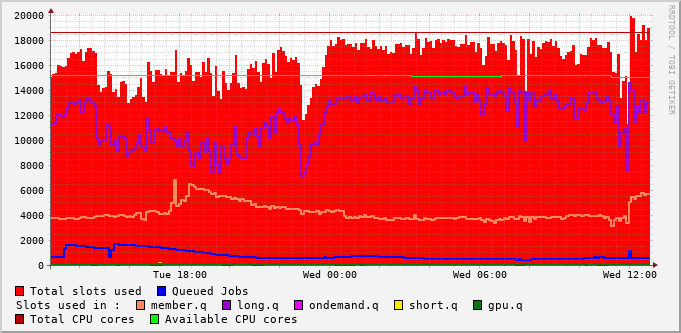 20000
18000
16000
14000
12000
10000
8000
6000
4000
2000
0
Tue 18:00 Wed 00:00 Wed 06:00 Wed 12:00
RRDTOOL / TOBI OETIKER
Total slots used Queued Jobs
Slots used in : member.q long.q ondemand.q short.q gpu.q
Total CPU cores Available CPU cores